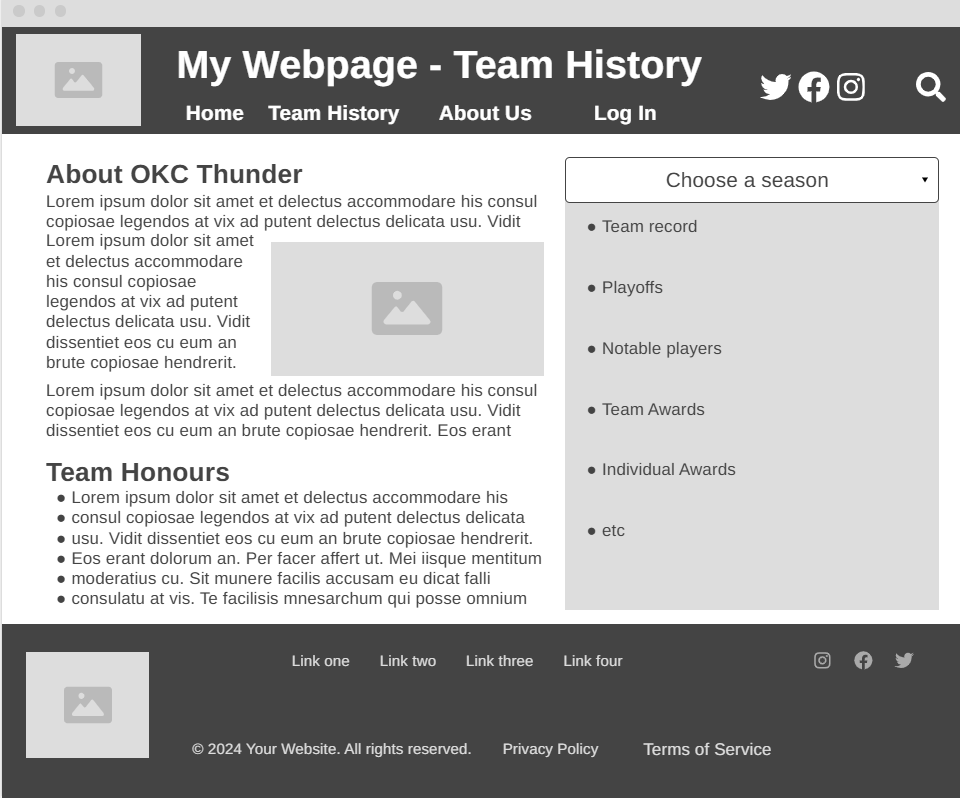 My Webpage - Team History
Home Team History About Us Log In
About OKC Thunder
Lorem ipsum dolor sit amet et delectus accommodare his consul
copiosae legendos at vix ad putent delectus delicata usu. Vidit
Lorem ipsum dolor sit amet
et delectus accommodare
his consul copiosae
legendos at vix ad putent
delectus delicata usu. Vidit
dissentiet eos cu eum an
brute copiosae hendrerit.
Lorem ipsum dolor sit amet et delectus accommodare his consul
copiosae legendos at vix ad putent delectus delicata usu. Vidit
dissentiet eos cu eum an brute copiosae hendrerit. Eos erant
Team Honours
● Lorem ipsum dolor sit amet et delectus accommodare his
● consul copiosae legendos at vix ad putent delectus delicata
● usu. Vidit dissentiet eos cu eum an brute copiosae hendrerit.
● Eos erant dolorum an. Per facer affert ut. Mei iisque mentitum
● moderatius cu. Sit munere facilis accusam eu dicat falli
● consulatu at vis. Te facilisis mnesarchum qui posse omnium
Choose a season
● Team record
● Playoffs
● Notable players
● Team Awards
● Individual Awards
● etc
Link one Link two Link three Link four
© 2024 Your Website. All rights reserved. Privacy Policy Terms of Service